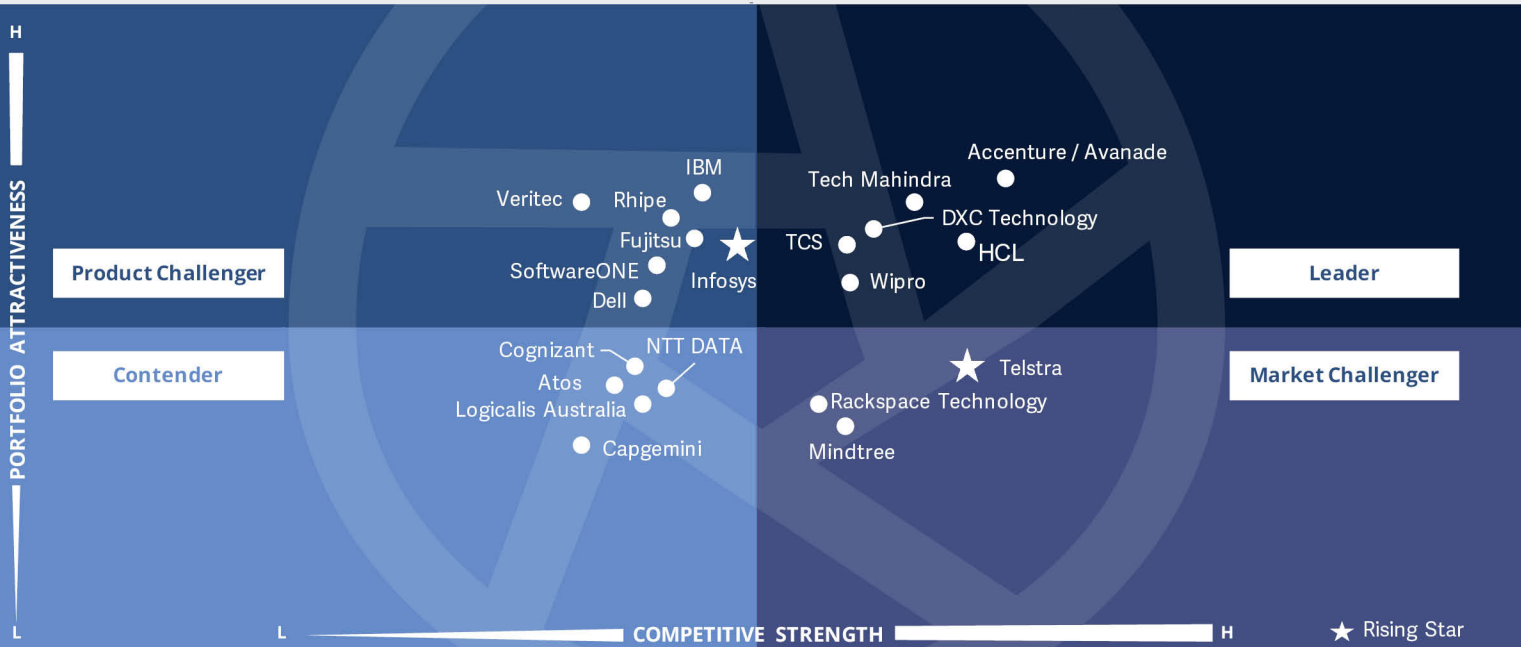 H
PORTFOLIO ATTRACTIVENESS
L
Product Challenger
Leader
Contender
Market Challenger
IBM
Veritec
Rhipe
Fujitsu
SoftwareONE
Infosys
Dell
Accenture / Avanade
Tech Mahindra
DXC Technology
TCS
HCL
Wipro
Cognizant
NTT DATA
Atos
Logicalis Australia
Capgemini
Telstra
Rackspace Technology
Mindtree
L
COMPETITIVE STRENGTH
H
Rising Star